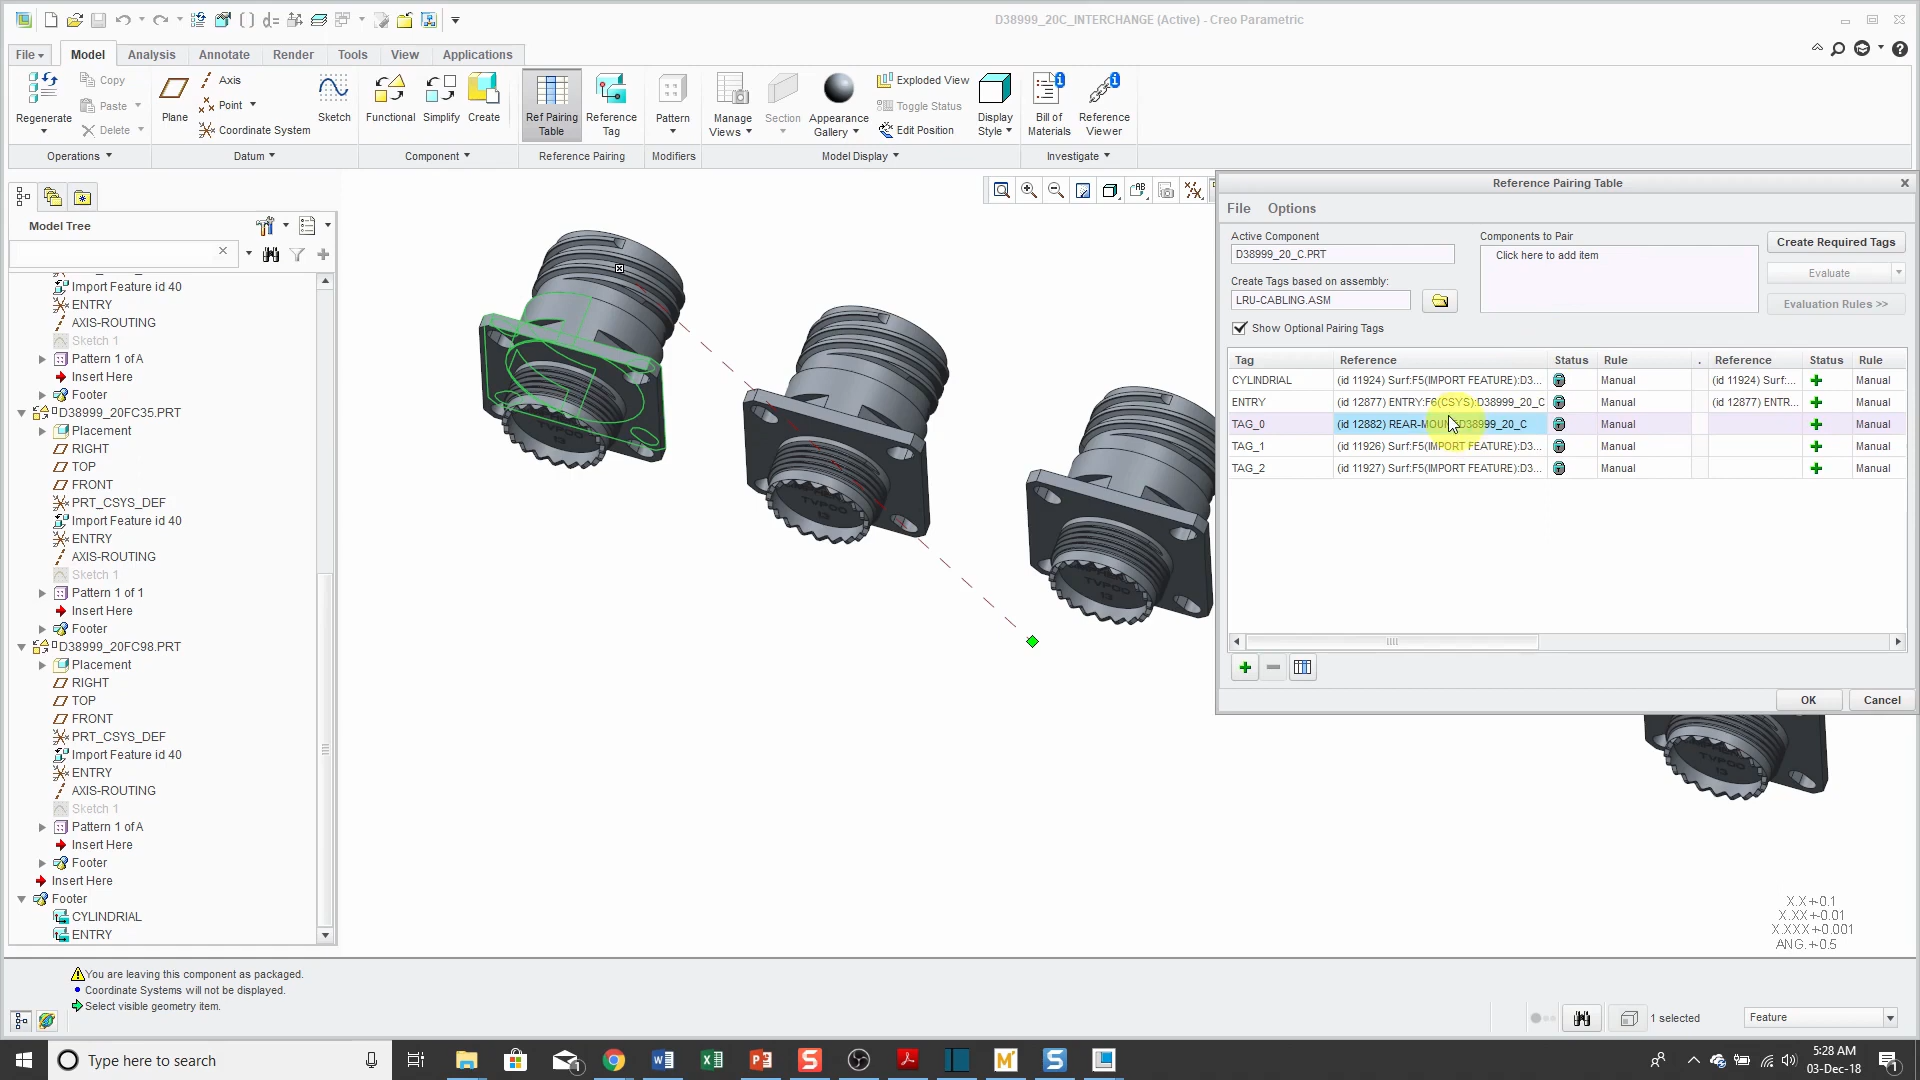 D38999_20C_INTERCHANGE (Active) - Creo Parametric
File
Model
Analysis
Annotate
Render
Tools
View
Applications
Regenerate
Copy
Paste
Delete
Plane
Axis
Point
Coordinate System
Sketch
Functional
Simplify
Create
Ref Pairing
Table
Reference
Tag
Pattern
Manage
Views
Section
Appearance
Gallery
Exploded View
Toggle Status
Edit Position
Display
Style
Bill of
Materials
Reference
Viewer
Operations
Datum
Component
Reference Pairing
Modifiers
Model Display
Investigate
Model Tree
Import Feature id 40
ENTRY
AXIS-ROUTING
Sketch 1
Pattern 1 of A
Insert Here
Footer
D38999_20FC35.PRT
Placement
RIGHT
TOP
FRONT
PRT_CSYS_DEF
Import Feature id 40
ENTRY
AXIS-ROUTING
Sketch 1
Pattern 1 of 1
Insert Here
Footer
D38999_20FC98.PRT
Placement
RIGHT
TOP
FRONT
PRT_CSYS_DEF
Import Feature id 40
ENTRY
AXIS-ROUTING
Sketch 1
Pattern 1 of A
Insert Here
Footer
Insert Here
Footer
CYLINDRIAL
ENTRY
Reference Pairing Table
File Options
Active Component
D38999_20_C.PRT
Create Tags based on assembly:
LRU-CABLING.ASM
Show Optional Pairing Tags
Components to Pair
Click here to add item
Create Required Tags
Evaluate
Evaluation Rules >>
Tag Reference Status Rule . Reference Status Rule
CYLINDRIAL (id 11924) Surf:F5(IMPORT FEATURE):D3... Manual (id 11924) Surf:... Manual
ENTRY (id 12877) ENTRY:F6(CSYS):D38999_20_C Manual (id 12877) ENTR... Manual
TAG_0 (id 12882) REAR-MOUN D38999_20_C Manual Manual
TAG_1 (id 11926) Surf:F5(IMPORT FEATURE):D3... Manual Manual
TAG_2 (id 11927) Surf:F5(IMPORT FEATURE):D3... Manual Manual
OK
Cancel
X.X+-0.1
X.XX+-0.01
X.XXX+-0.001
ANG.+-0.5
You are leaving this component as packaged.
Coordinate Systems will not be displayed.
Select visible geometry item.
1 selected
Feature
Type here to search
5:28 AM
03-Dec-18